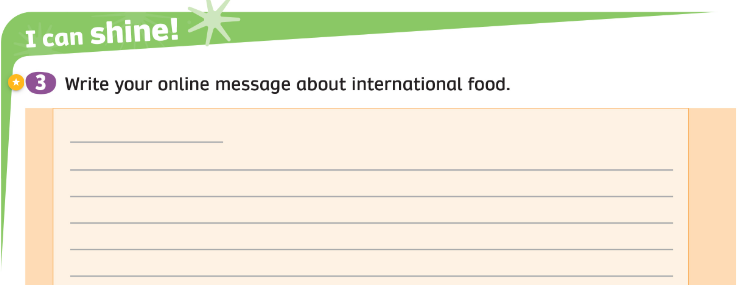 I can shine!
3 Write your online message about international food.